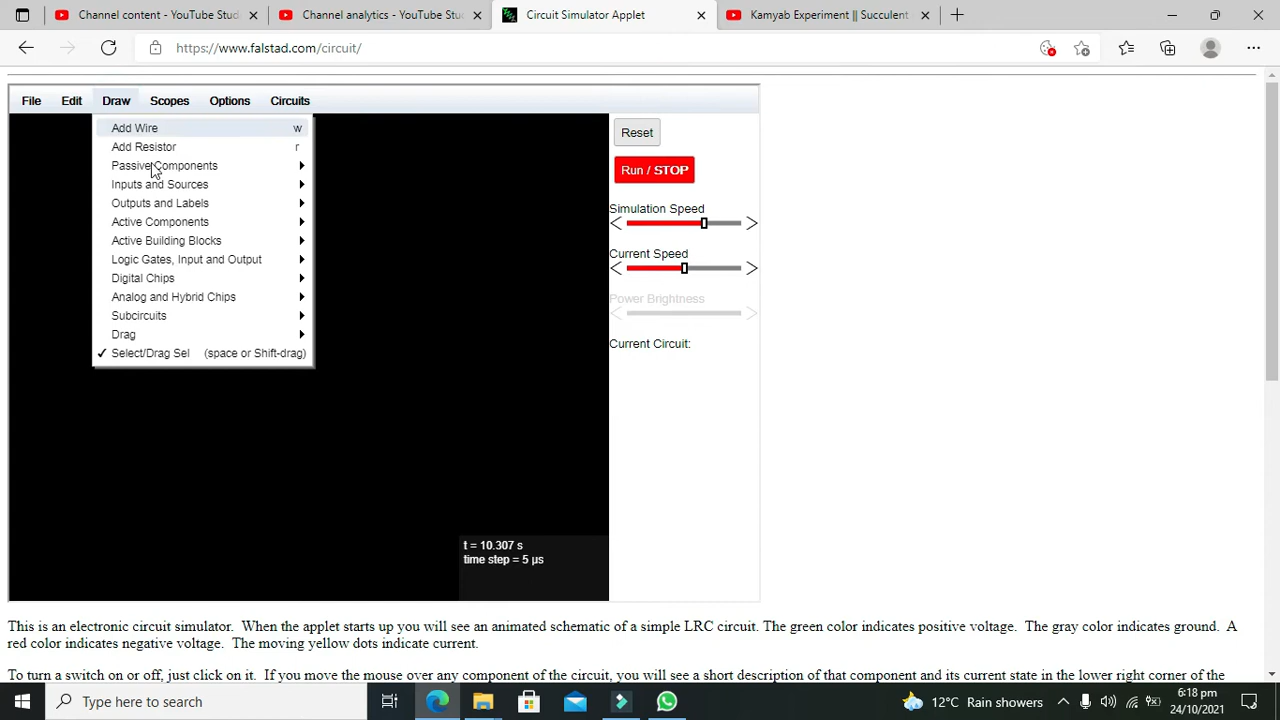 Channel content - YouTube Stud
Channel analytics - YouTube Stud
Circuit Simulator Applet
Kamyab Experiment || Succulent
https://www.falstad.com/circuit/
File Edit Draw Scopes Options Circuits
Add Wire w
Add Resistor r
Passive Components
Inputs and Sources
Outputs and Labels
Active Components
Active Building Blocks
Logic Gates, Input and Output
Digital Chips
Analog and Hybrid Chips
Subcircuits
Drag
Select/Drag Sel (space or Shift-drag)
Reset
Run / STOP
Simulation Speed
Current Speed
Power Brightness
Current Circuit:
t = 10.307 s
time step = 5 μs
This is an electronic circuit simulator. When the applet starts up you will see an animated schematic of a simple LRC circuit. The green color indicates positive voltage. The gray color indicates ground. A
red color indicates negative voltage. The moving yellow dots indicate current.
To turn a switch on or off, just click on it. If you move the mouse over any component of the circuit, you will see a short description of that component and its current state in the lower right corner of the
Type here to search
12°C Rain showers
6:18 pm
24/10/2021